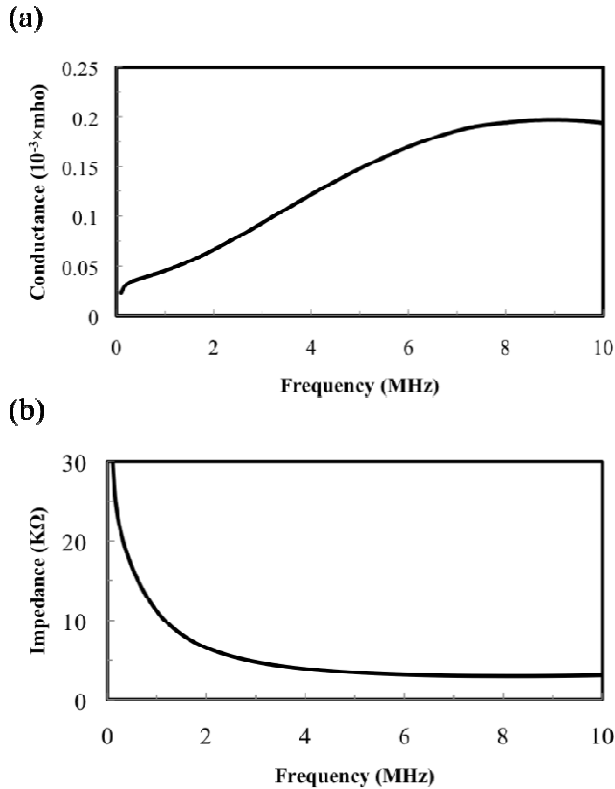 (a)
0.25
0.2
0.15
0.1
0.05
0
Conductance (10⁻³×mho)
0 2 4 6 8 10
Frequency (MHz)
(b)
30
20
10
0
Impedance (KΩ)
0 2 4 6 8 10
Frequency (MHz)